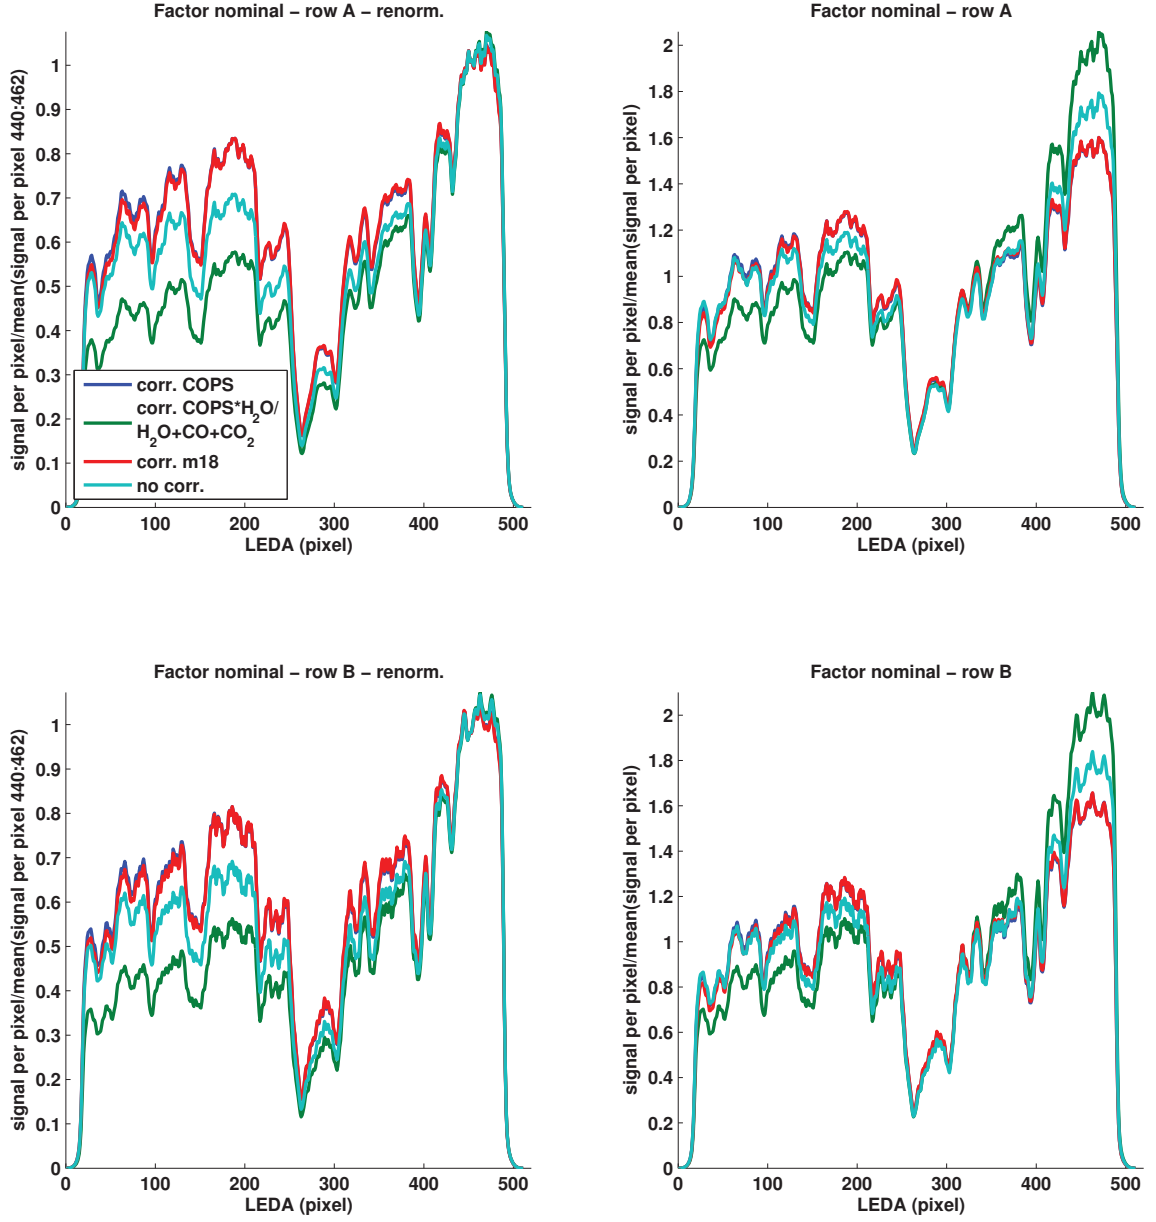 Factor nominal – row A – renorm.
signal per pixel/mean(signal per pixel 440:462)
1
0.9
0.8
0.7
0.6
0.5
0.4
0.3
0.2
0.1
0
corr. COPS
corr. COPS*H2O/
H2O+CO+CO2
corr. m18
no corr.
0 100 200 300 400 500
LEDA (pixel)
Factor nominal – row A
signal per pixel/mean(signal per pixel)
2
1.8
1.6
1.4
1.2
1
0.8
0.6
0.4
0.2
0
0 100 200 300 400 500
LEDA (pixel)
Factor nominal – row B – renorm.
signal per pixel/mean(signal per pixel 440:462)
1
0.9
0.8
0.7
0.6
0.5
0.4
0.3
0.2
0.1
0
0 100 200 300 400 500
LEDA (pixel)
Factor nominal – row B
signal per pixel/mean(signal per pixel)
2
1.8
1.6
1.4
1.2
1
0.8
0.6
0.4
0.2
0
0 100 200 300 400 500
LEDA (pixel)